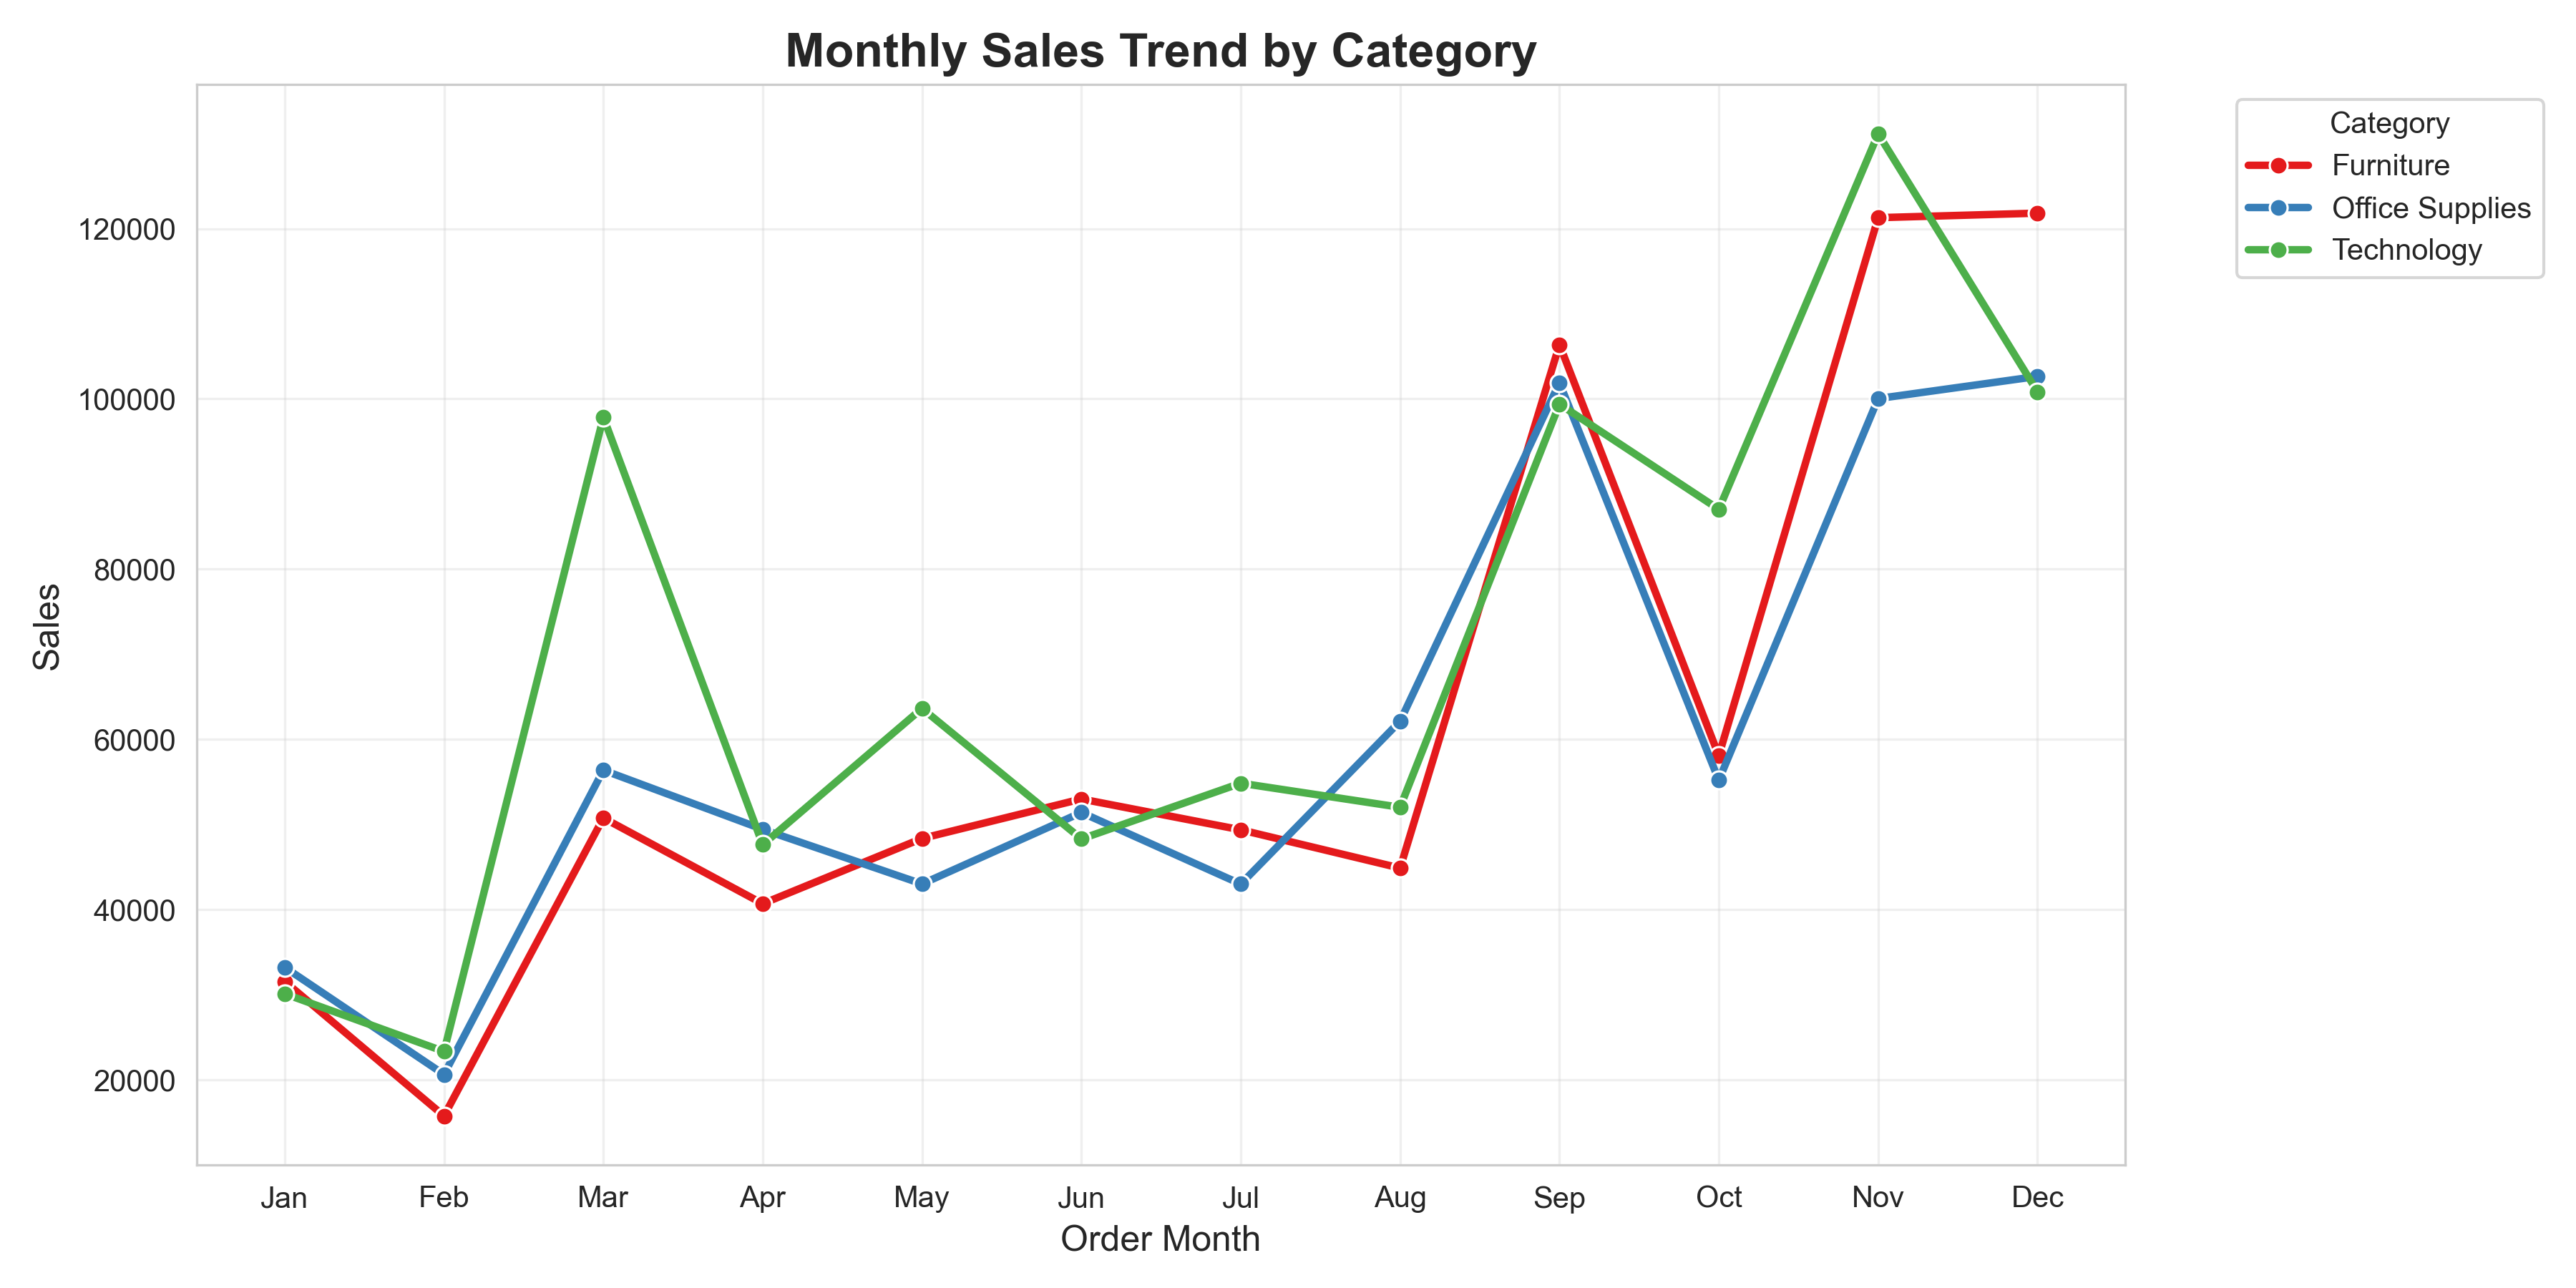 Monthly Sales Trend by Category
Category
Furniture
Office Supplies
Technology
Sales
120000
100000
80000
60000
40000
20000
Jan Feb Mar Apr May Jun Jul Aug Sep Oct Nov Dec
Order Month